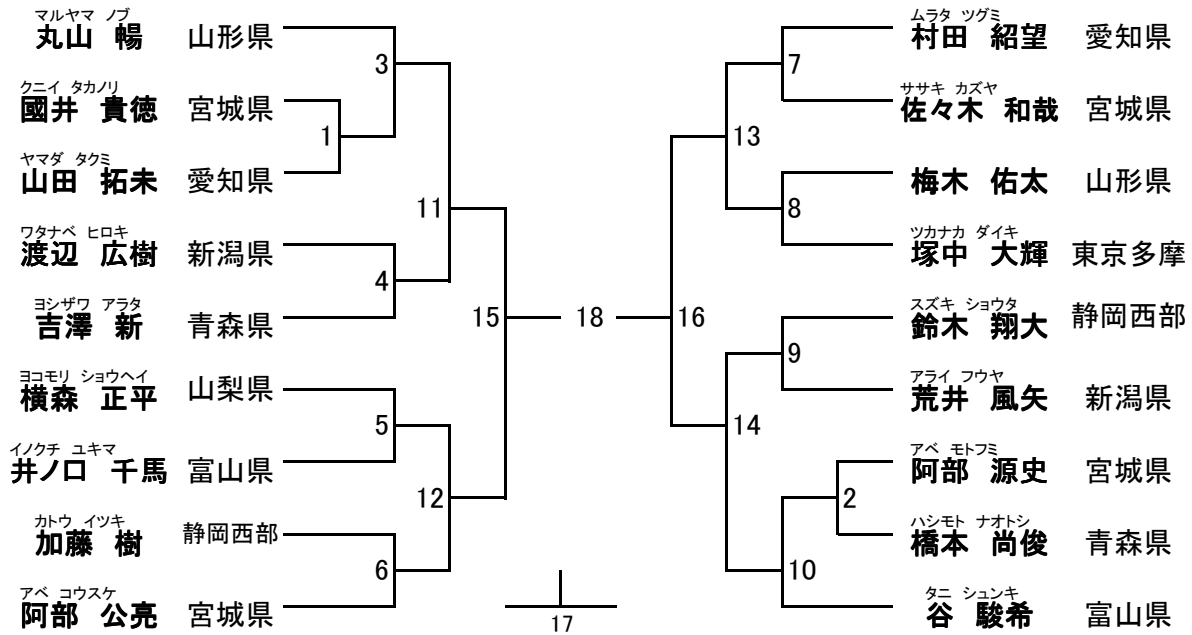 マルヤマ ノブ
丸山 暢 山形県
クニイ タカノリ
國井 貴徳 宮城県
ヤマダ タクミ
山田 拓未 愛知県
ワタナベ ヒロキ
渡辺 広樹 新潟県
ヨシザワ アラタ
吉澤 新 青森県
ヨコモリ ショウヘイ
横森 正平 山梨県
イノクチ ユキマ
井ノ口 千馬 富山県
カトウ イツキ
加藤 樹 静岡西部
アベ コウスケ
阿部 公亮 宮城県
3
1
11
4
15
5
12
6
18
17
16
7
13
8
9
14
2
10
ムラタ ツグミ
村田 紹望 愛知県
ササキ カズヤ
佐々木 和哉 宮城県
梅木 佑太 山形県
ツカナカ ダイキ
塚中 大輝 東京多摩
スズキ ショウタ
鈴木 翔大 静岡西部
アライ フウヤ
荒井 風矢 新潟県
アベ モトフミ
阿部 源史 宮城県
ハシモト ナオトシ
橋本 尚俊 青森県
タニ シュンキ
谷 駿希 富山県